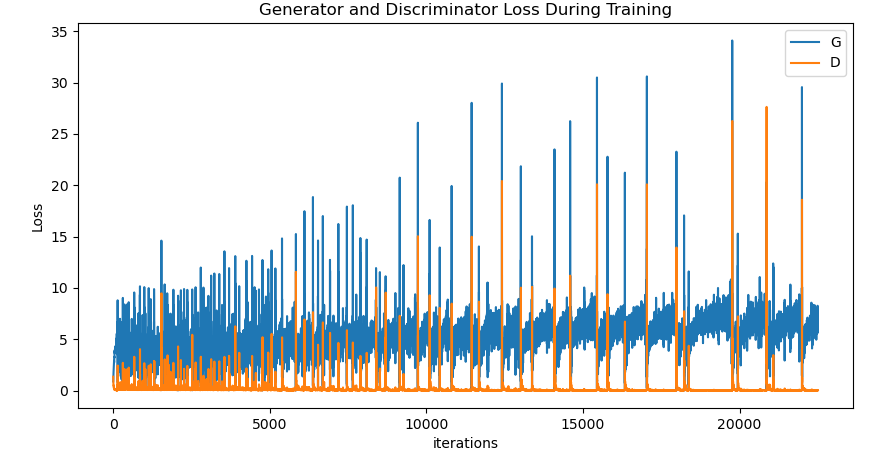 Generator and Discriminator Loss During Training
G
D
35
30
25
20
15
10
5
0
Loss
0 5000 10000 15000 20000
iterations